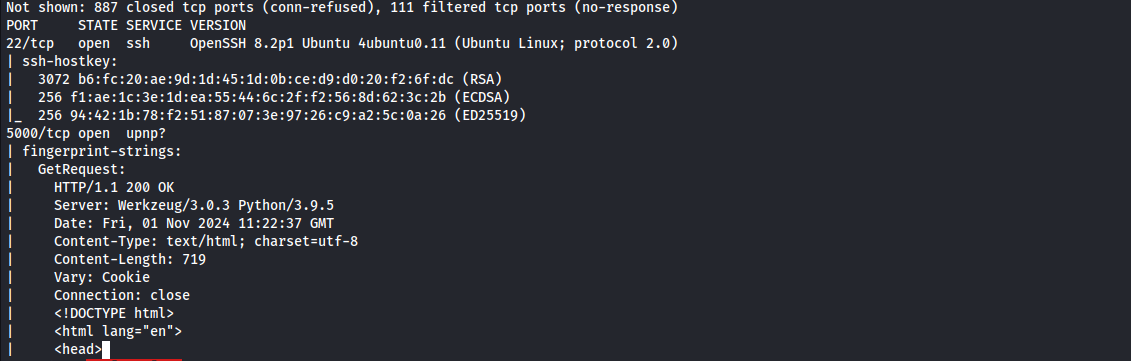 Not shown: 887 closed tcp ports (conn-refused), 111 filtered tcp ports (no-response)
PORT     STATE SERVICE VERSION
22/tcp   open  ssh     OpenSSH 8.2p1 Ubuntu 4ubuntu0.11 (Ubuntu Linux; protocol 2.0)
| ssh-hostkey:
|   3072 b6:fc:20:ae:9d:1d:45:1d:0b:ce:d9:d0:20:f2:6f:dc (RSA)
|   256 f1:ae:1c:3e:1d:ea:55:44:6c:2f:f2:56:8d:62:3c:2b (ECDSA)
|_  256 94:42:1b:78:f2:51:87:07:3e:97:26:c9:a2:5c:0a:26 (ED25519)
5000/tcp open  upnp?
| fingerprint-strings:
|   GetRequest:
|     HTTP/1.1 200 OK
|     Server: Werkzeug/3.0.3 Python/3.9.5
|     Date: Fri, 01 Nov 2024 11:22:37 GMT
|     Content-Type: text/html; charset=utf-8
|     Content-Length: 719
|     Vary: Cookie
|     Connection: close
|     <!DOCTYPE html>
|     <html lang="en">
|     <head>